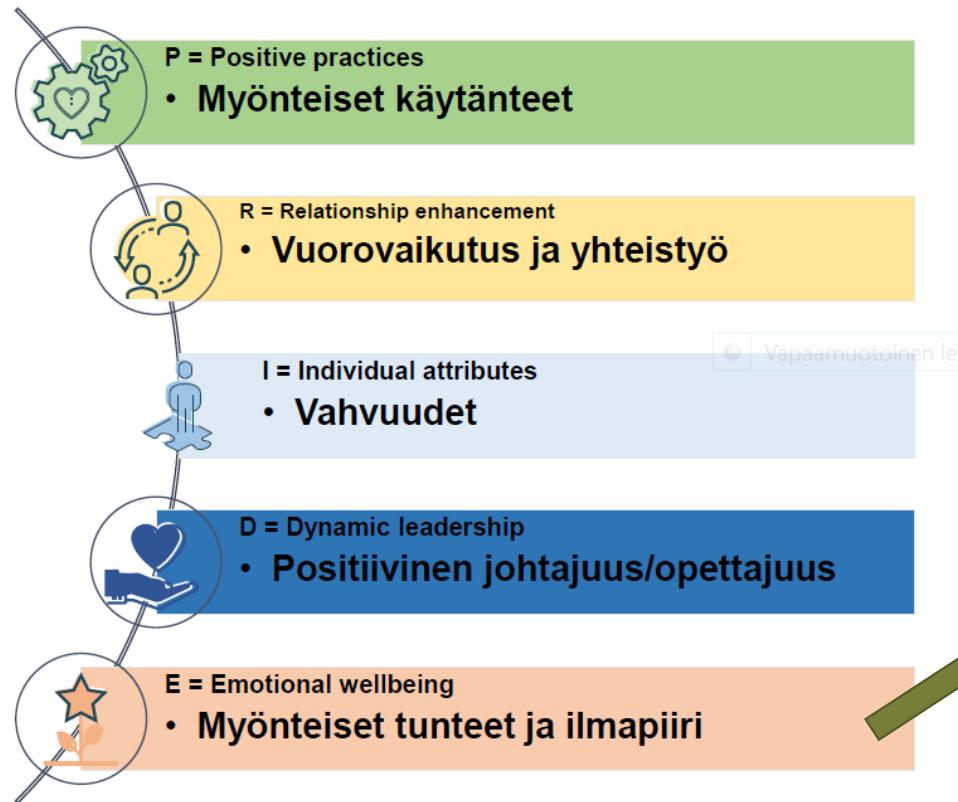 P = Positive practices
• Myönteiset käytänteet
R = Relationship enhancement
• Vuorovaikutus ja yhteistyö
Vapaamuotoinen le
I = Individual attributes
• Vahvuudet
D = Dynamic leadership
• Positiivinen johtajuus/opettajuus
E = Emotional wellbeing
• Myönteiset tunteet ja ilmapiiri